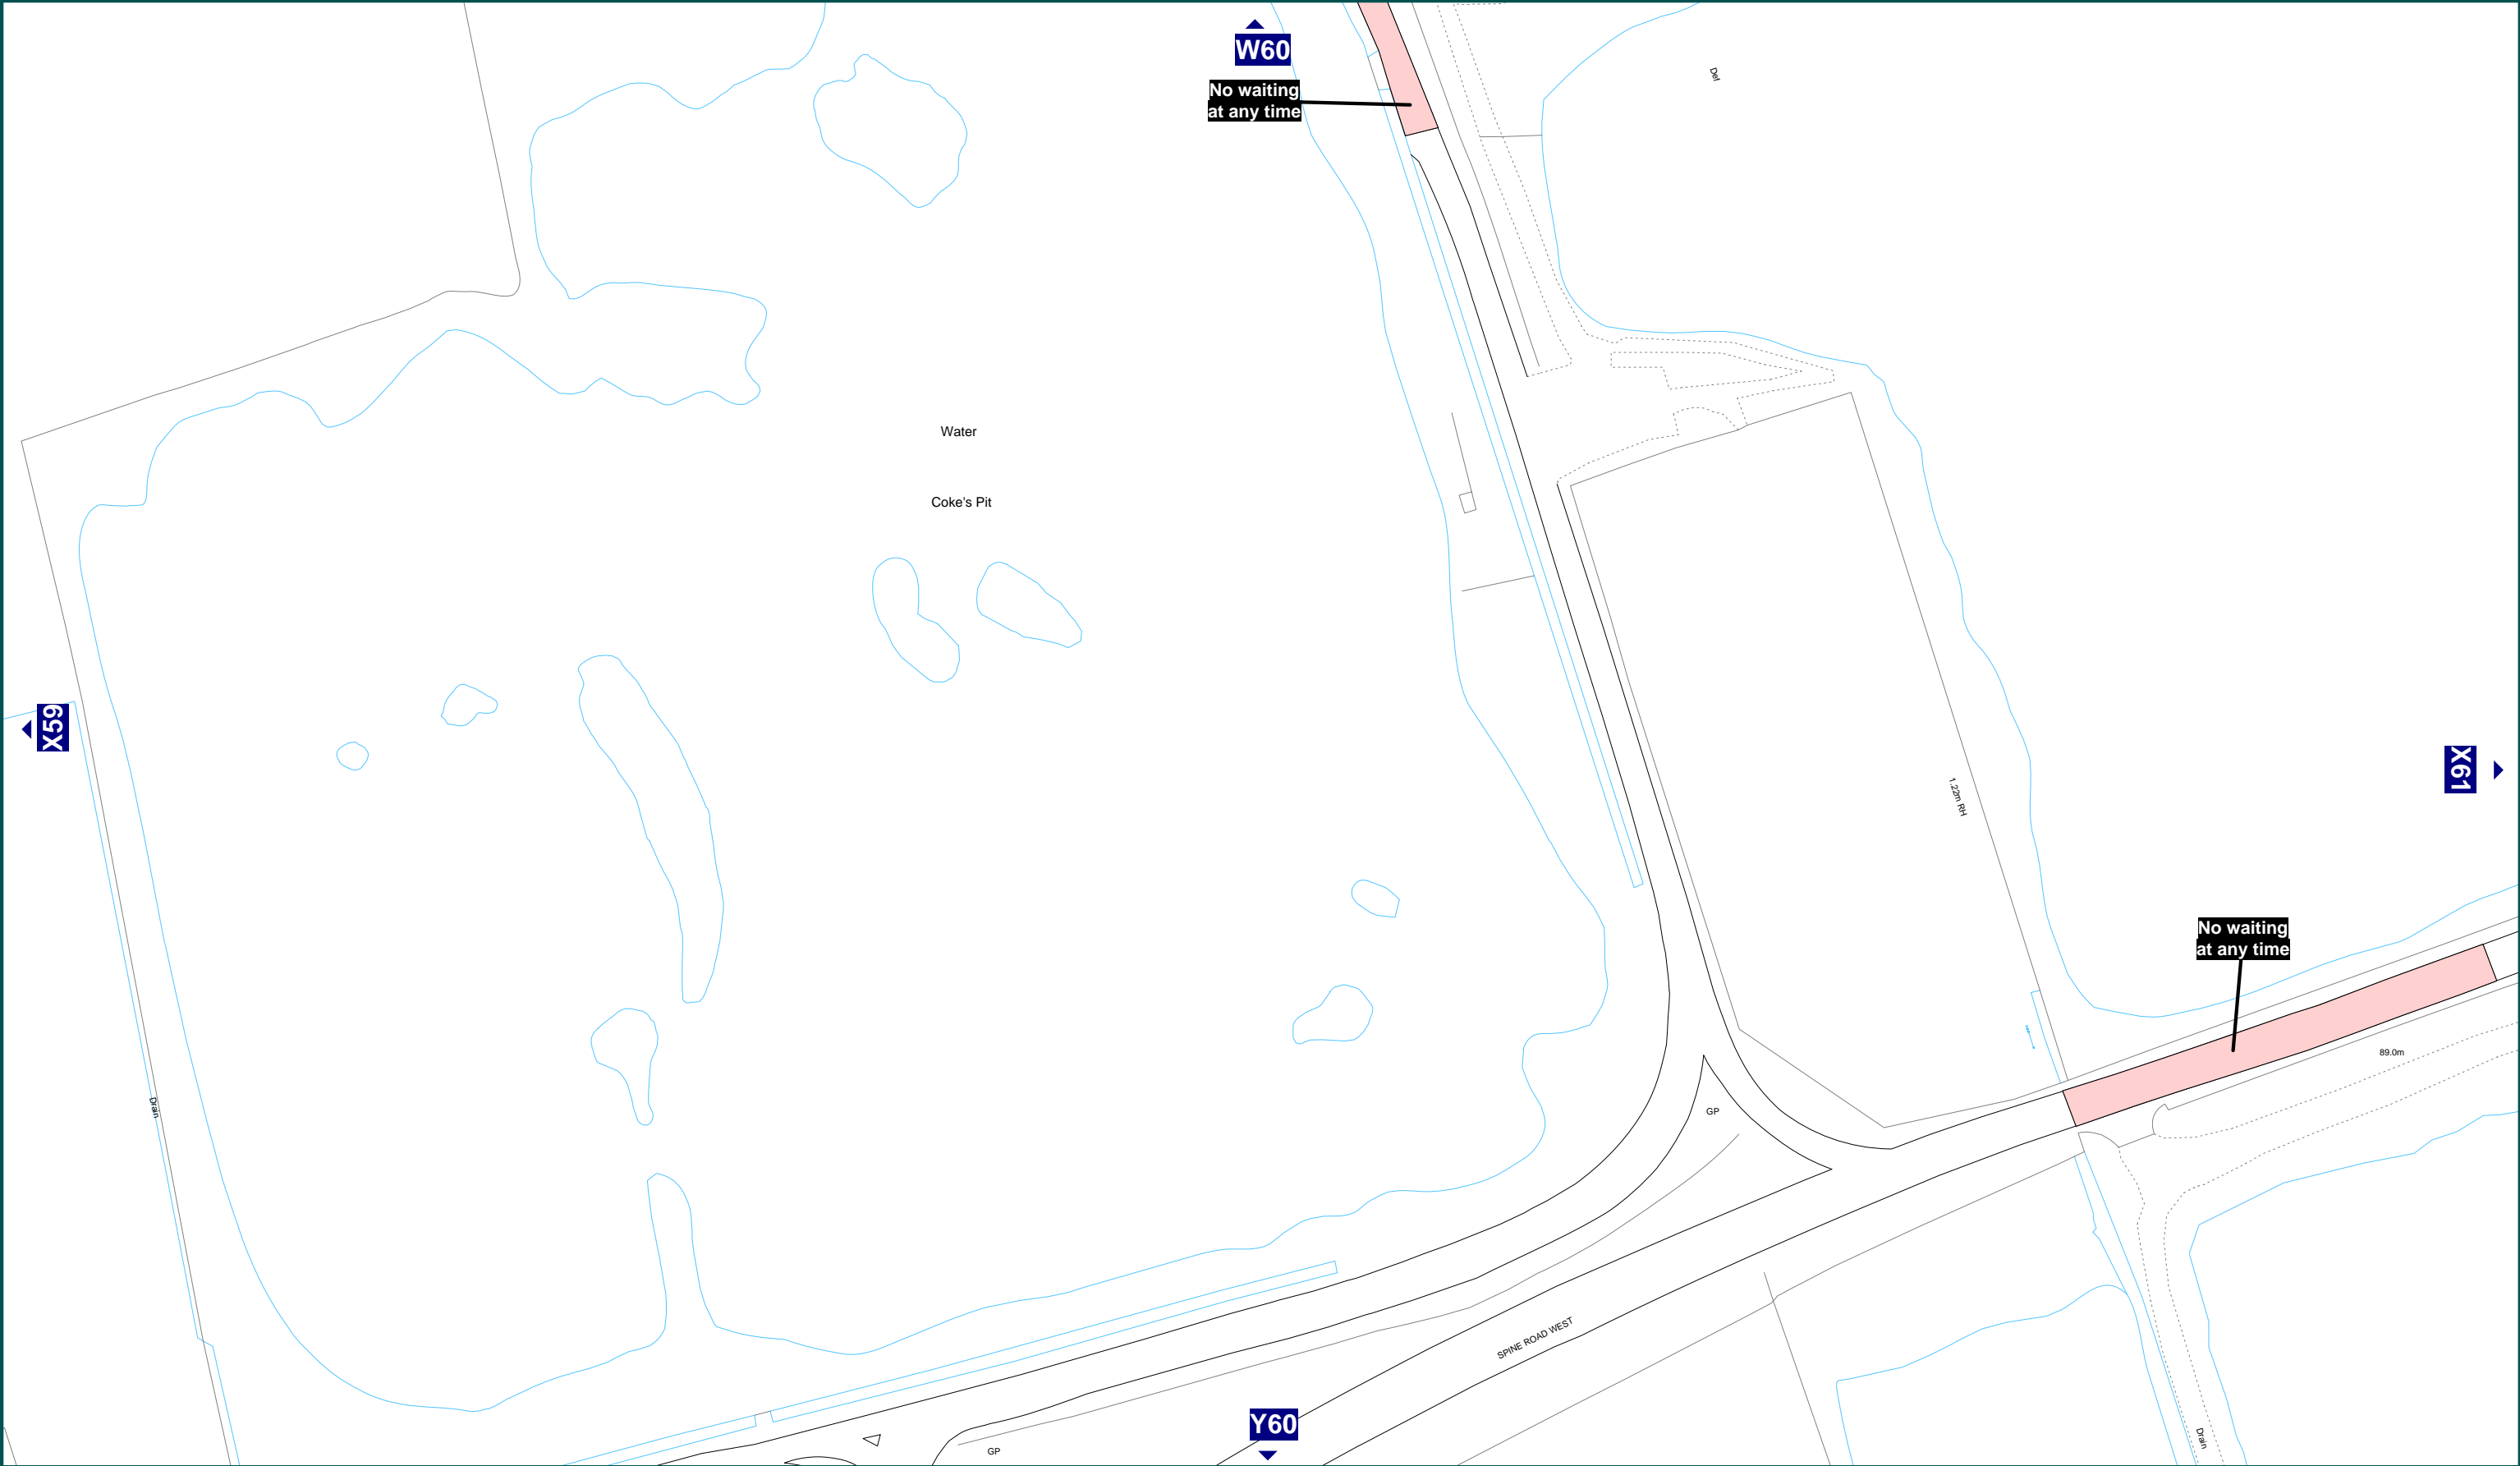 W60
No waiting
at any time
Def
Water
Coke's Pit
X59
X61
1.22m RH
No waiting
at any time
89.0m
Drain
GP
SPINE ROAD WEST
Y60
GP
Drain